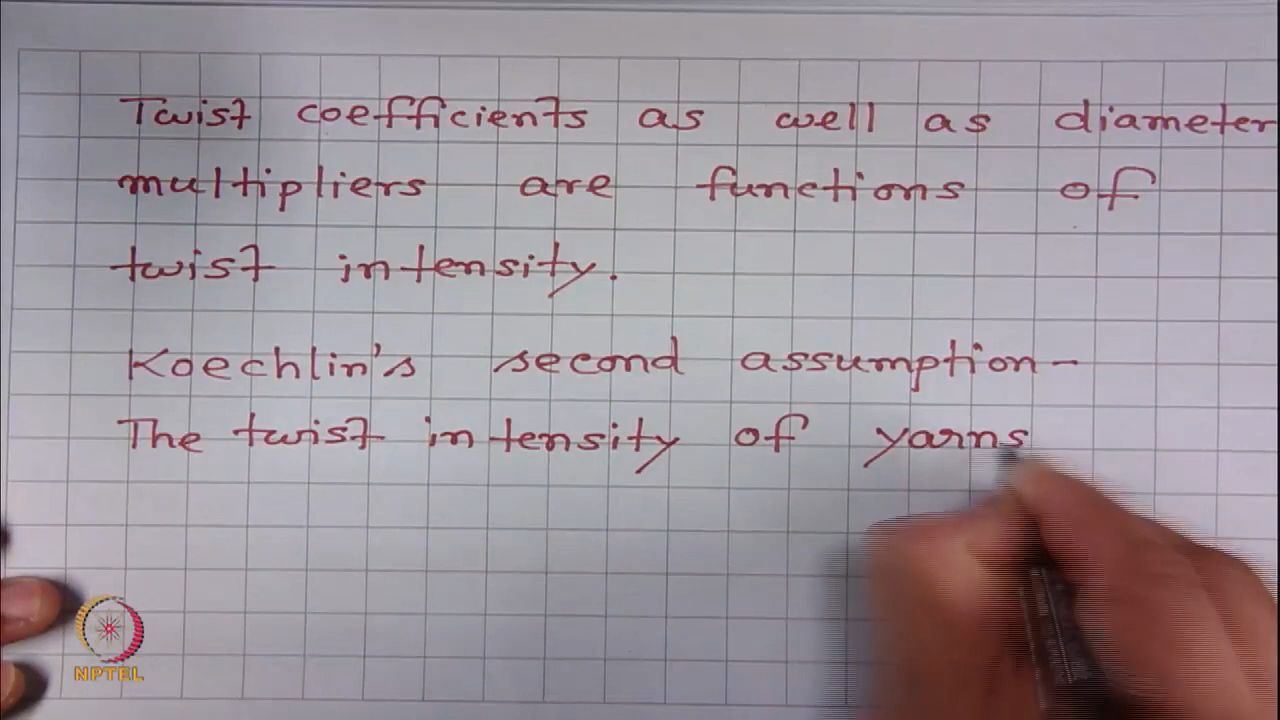 Twist coefficients as well as diameter
multipliers are functions of
twist intensity.
Koechlin's second assumption-
The twist intensity of yarns
NPTEL